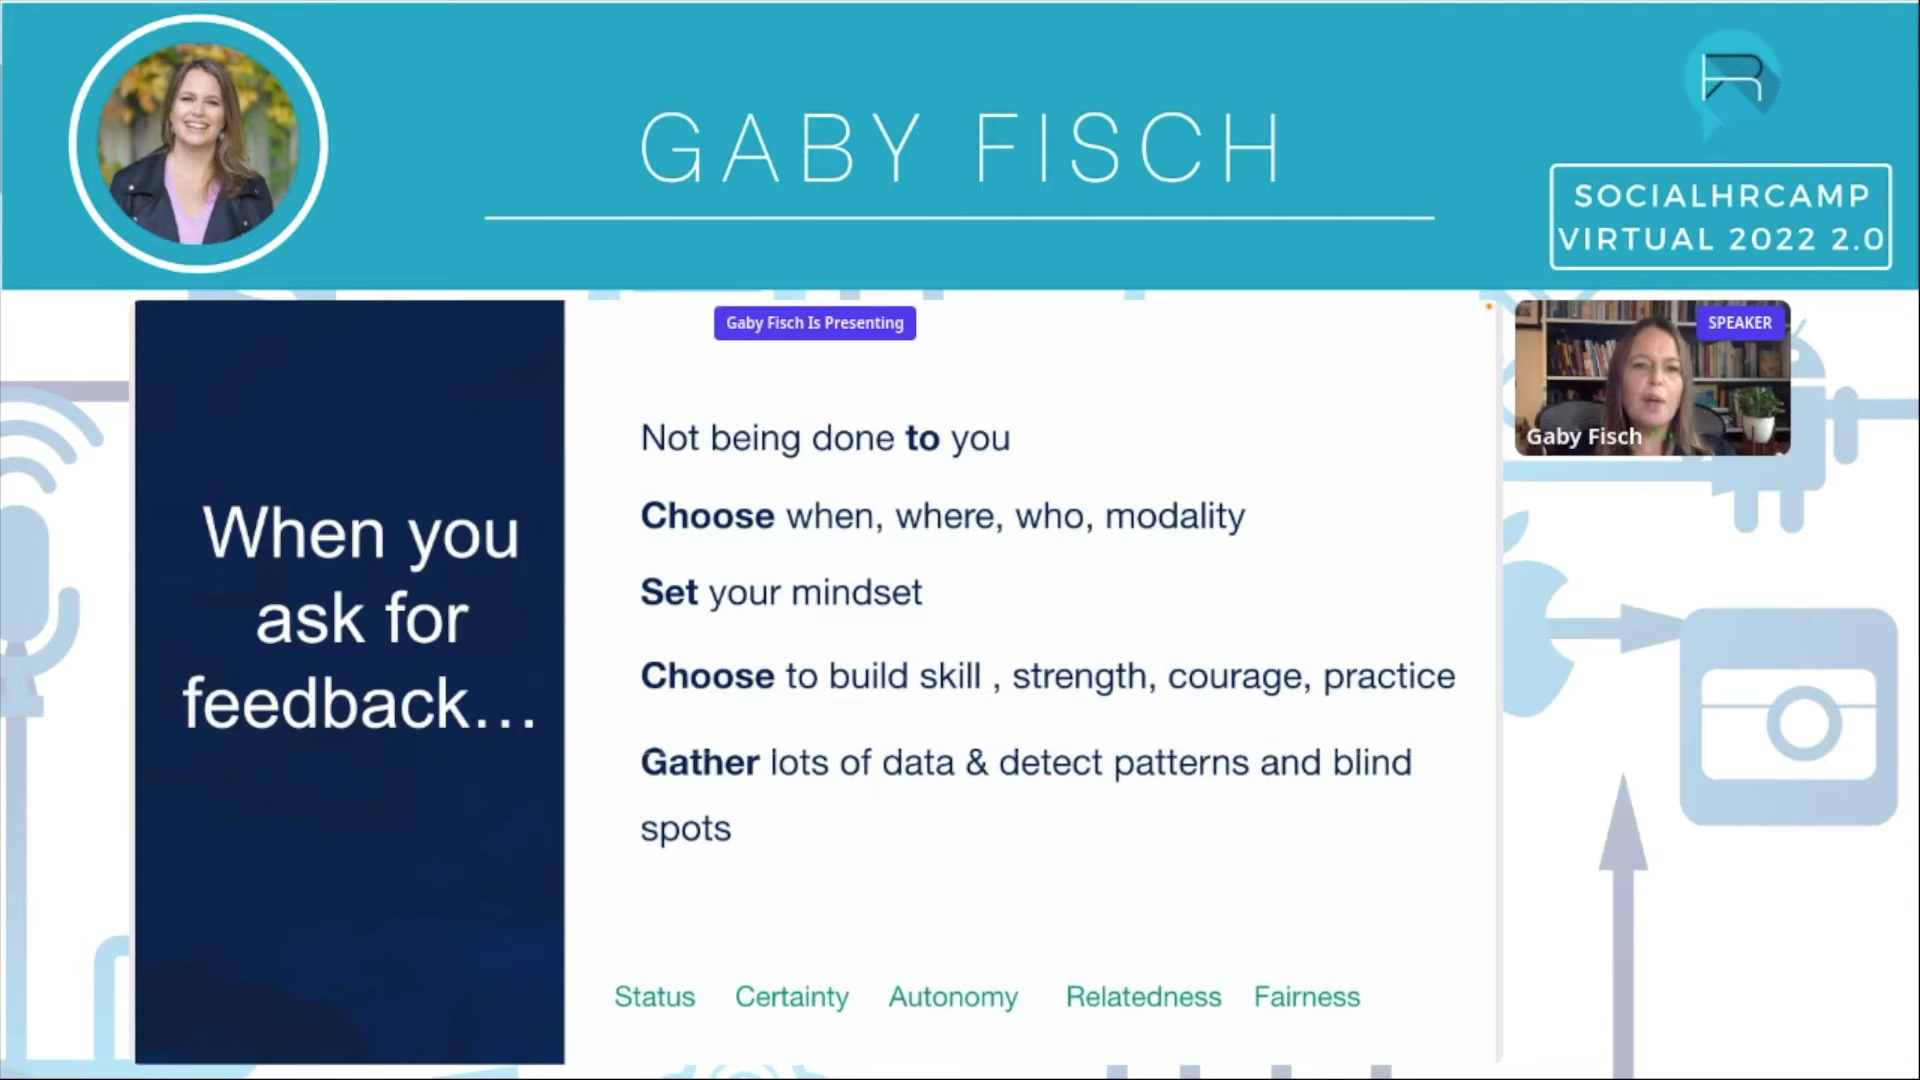 GABY FISCH
SOCIALHRCAMP
VIRTUAL 2022 2.0
Gaby Fisch Is Presenting
SPEAKER
Gaby Fisch
When you
ask for
feedback…
Not being done to you
Choose when, where, who, modality
Set your mindset
Choose to build skill , strength, courage, practice
Gather lots of data & detect patterns and blind
spots
Status Certainty Autonomy Relatedness Fairness